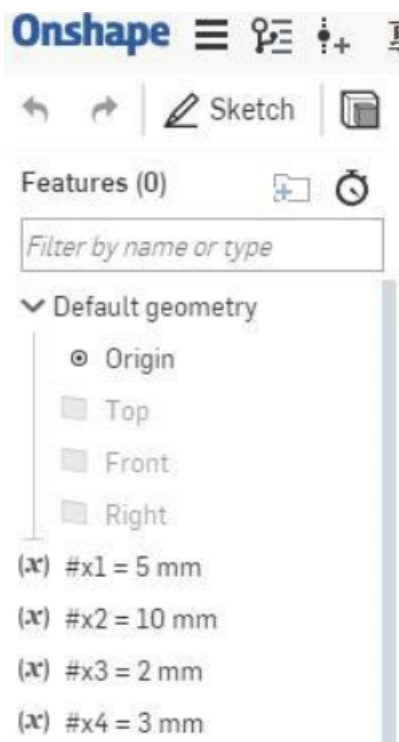 Onshape
Sketch
Features (0)
Filter by name or type
Default geometry
Origin
Top
Front
Right
(x) #x1 = 5 mm
(x) #x2 = 10 mm
(x) #x3 = 2 mm
(x) #x4 = 3 mm